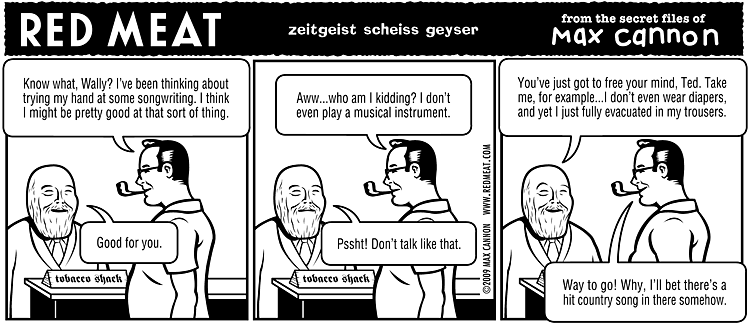 RED MEAT
zeitgeist scheiss geyser
from the secret files of
Max cannon
Know what, Wally? I've been thinking about
trying my hand at some songwriting. I think
I might be pretty good at that sort of thing.
Good for you.
tobacco shack
Aww...who am I kidding? I don't
even play a musical instrument.
Pssht! Don't talk like that.
tobacco shack
©2009 MAX CANNON WWW.REDMEAT.COM
You've just got to free your mind, Ted. Take
me, for example...I don't even wear diapers,
and yet I just fully evacuated in my trousers.
Way to go! Why, I'll bet there's a
hit country song in there somehow.